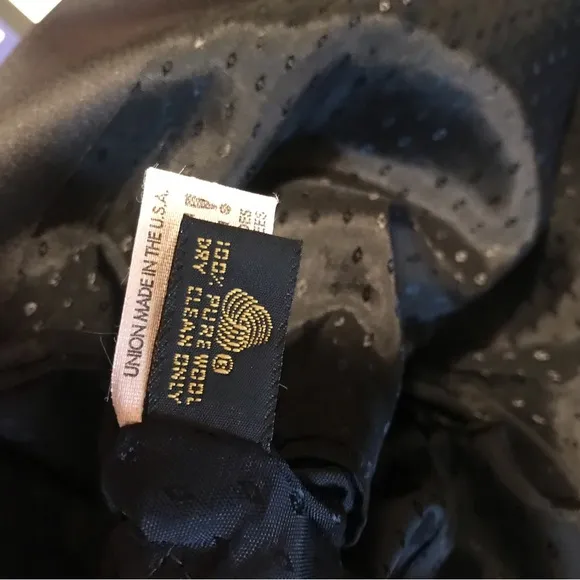 UNION MADE IN THE U.S.A.
100% PURE WOOL
DRY CLEAN ONLY